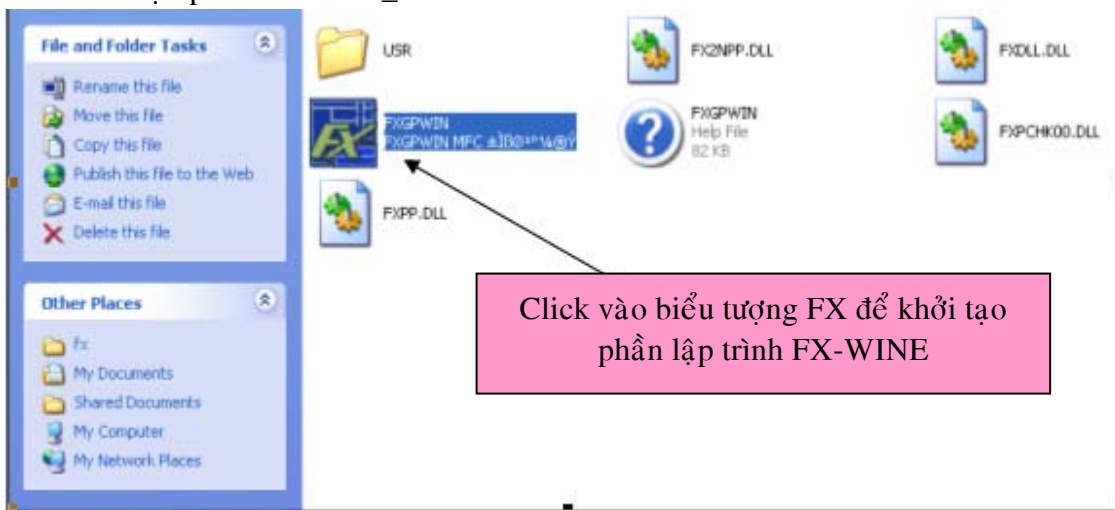 File and Folder Tasks
Rename this file
Move this file
Copy this file
Publish this file to the Web
E-mail this file
Delete this file
Other Places
fx
My Documents
Shared Documents
My Computer
My Network Places
USR
FX2NPP.DLL
FXDLL.DLL
FXGPWIN
FXGPWIN MFC
FXGPWIN
Help File
82 KB
FXPCHK00.DLL
FXPP.DLL
Click vào biểu tượng FX để khởi tạo
phần lập trình FX-WINE